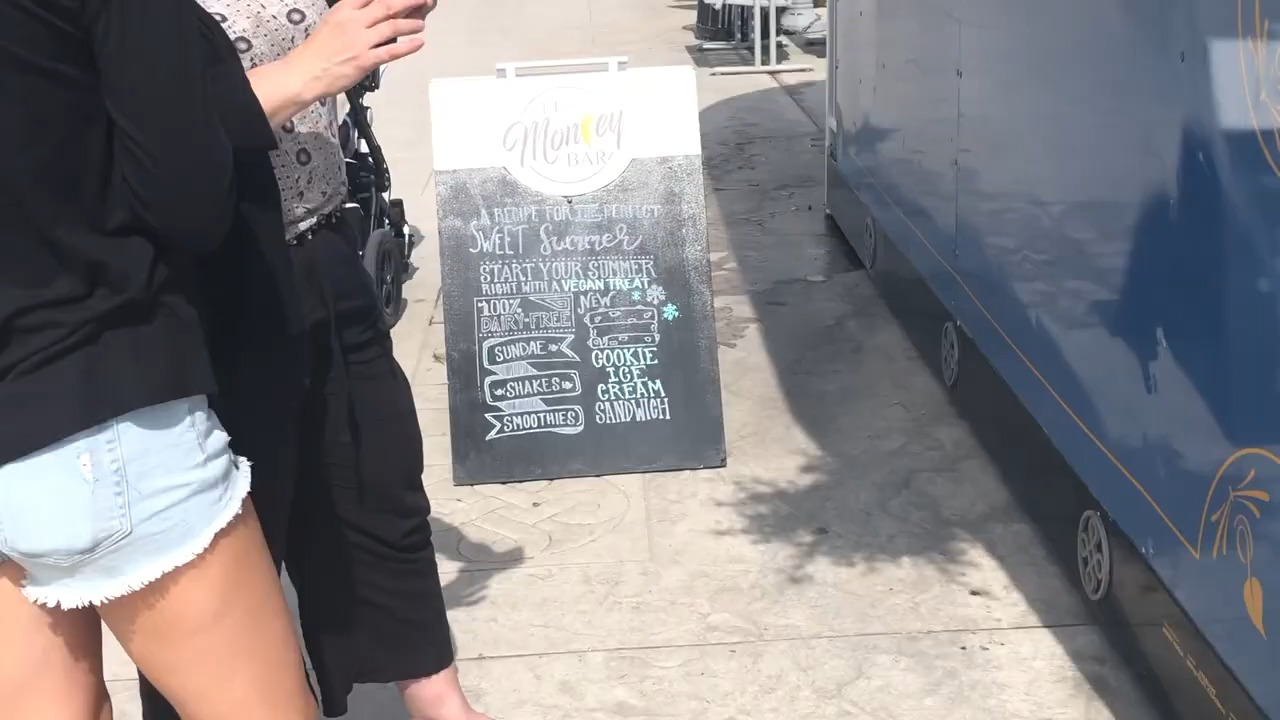 Monkey
BAR
A RECIPE FOR THE PERFECT
SWEET Summer
START YOUR SUMMER
RIGHT WITH A VEGAN TREAT
100%
DAIRY-FREE
SUNDAE
SHAKES
SMOOTHIES
NEW
COOKIE
ICE
CREAM
SANDWICH